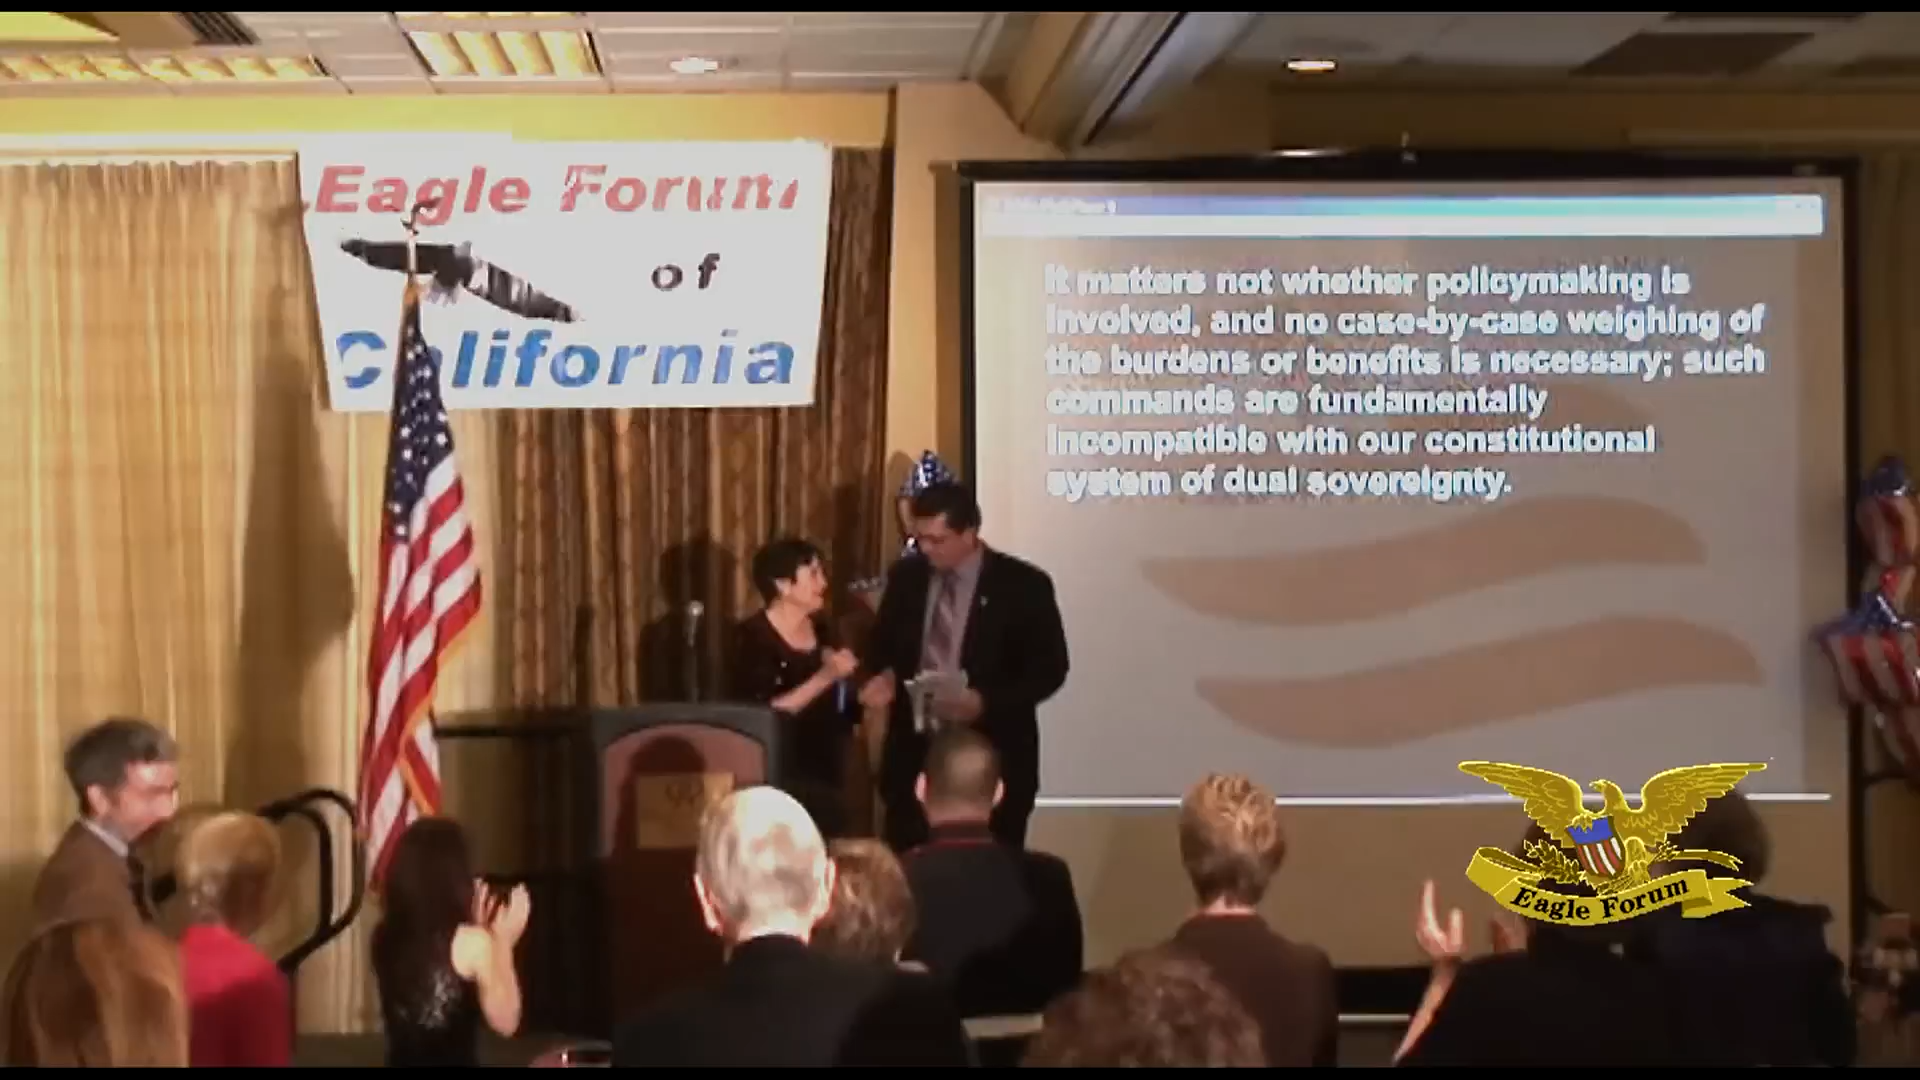 Eagle Forum
of
California
It matters not whether policymaking is
involved, and no case-by-case weighing of
the burdens or benefits is necessary; such
commands are fundamentally
incompatible with our constitutional
system of dual sovereignty.
Eagle Forum